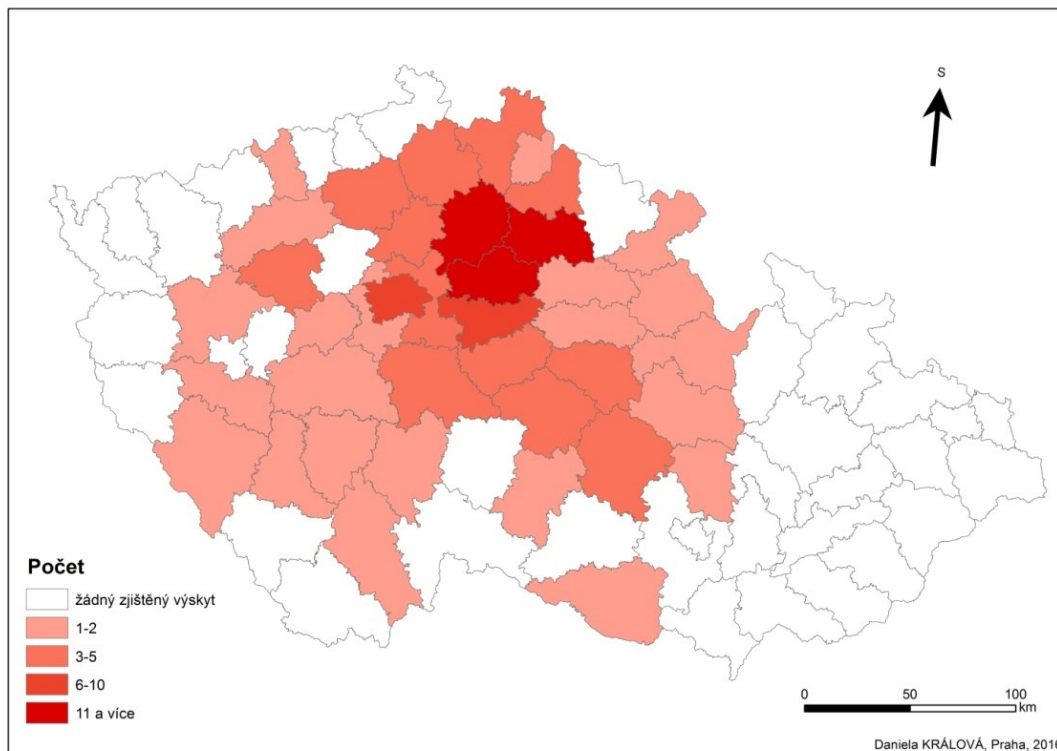 S
Počet
žádný zjištěný výskyt
1-2
3-5
6-10
11 a více
0 50 100
km
Daniela KRÁLOVÁ, Praha, 2016